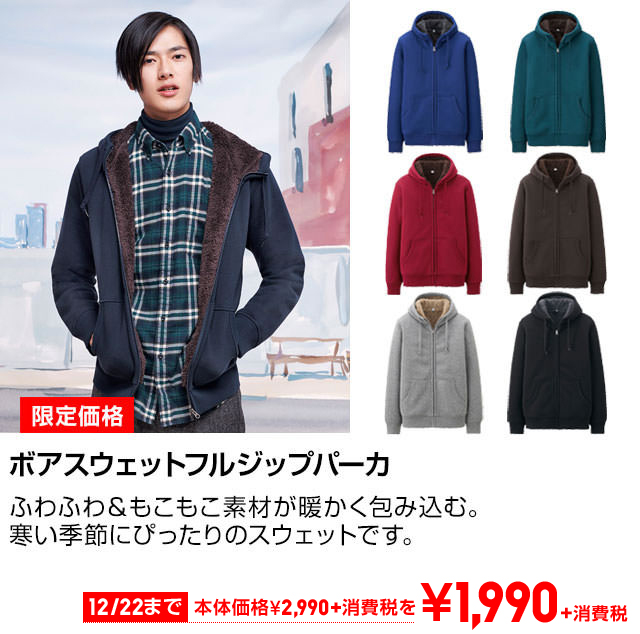 限定価格
ボアスウェットフルジップパーカ
ふわふわ&もこもこ素材が暖かく包み込む。
寒い季節にぴったりのスウェットです。
12/22まで 本体価格¥2,990+消費税を ¥1,990+消費税